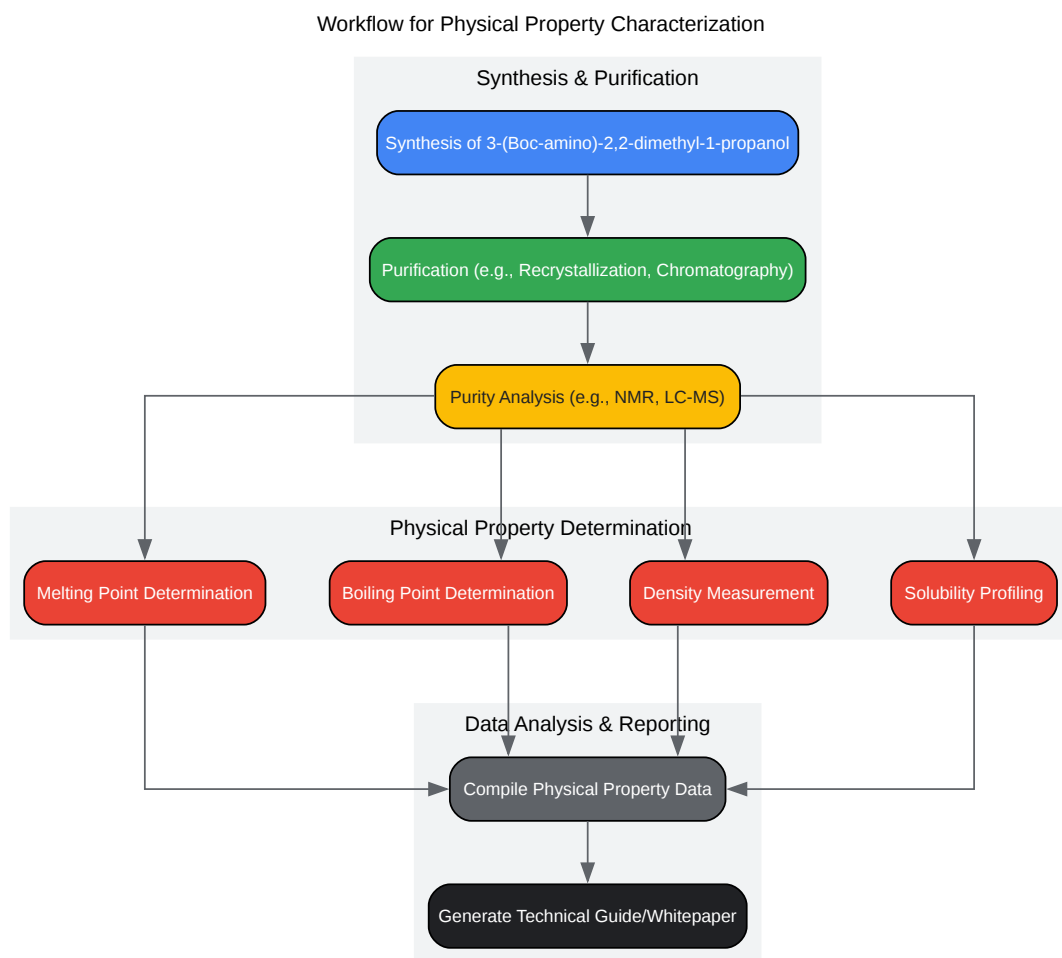 Workflow for Physical Property Characterization
Synthesis & Purification
Synthesis of 3-(Boc-amino)-2,2-dimethyl-1-propanol
Purification (e.g., Recrystallization, Chromatography)
Purity Analysis (e.g., NMR, LC-MS)
Physical Property Determination
Melting Point Determination
Boiling Point Determination
Density Measurement
Solubility Profiling
Data Analysis & Reporting
Compile Physical Property Data
Generate Technical Guide/Whitepaper